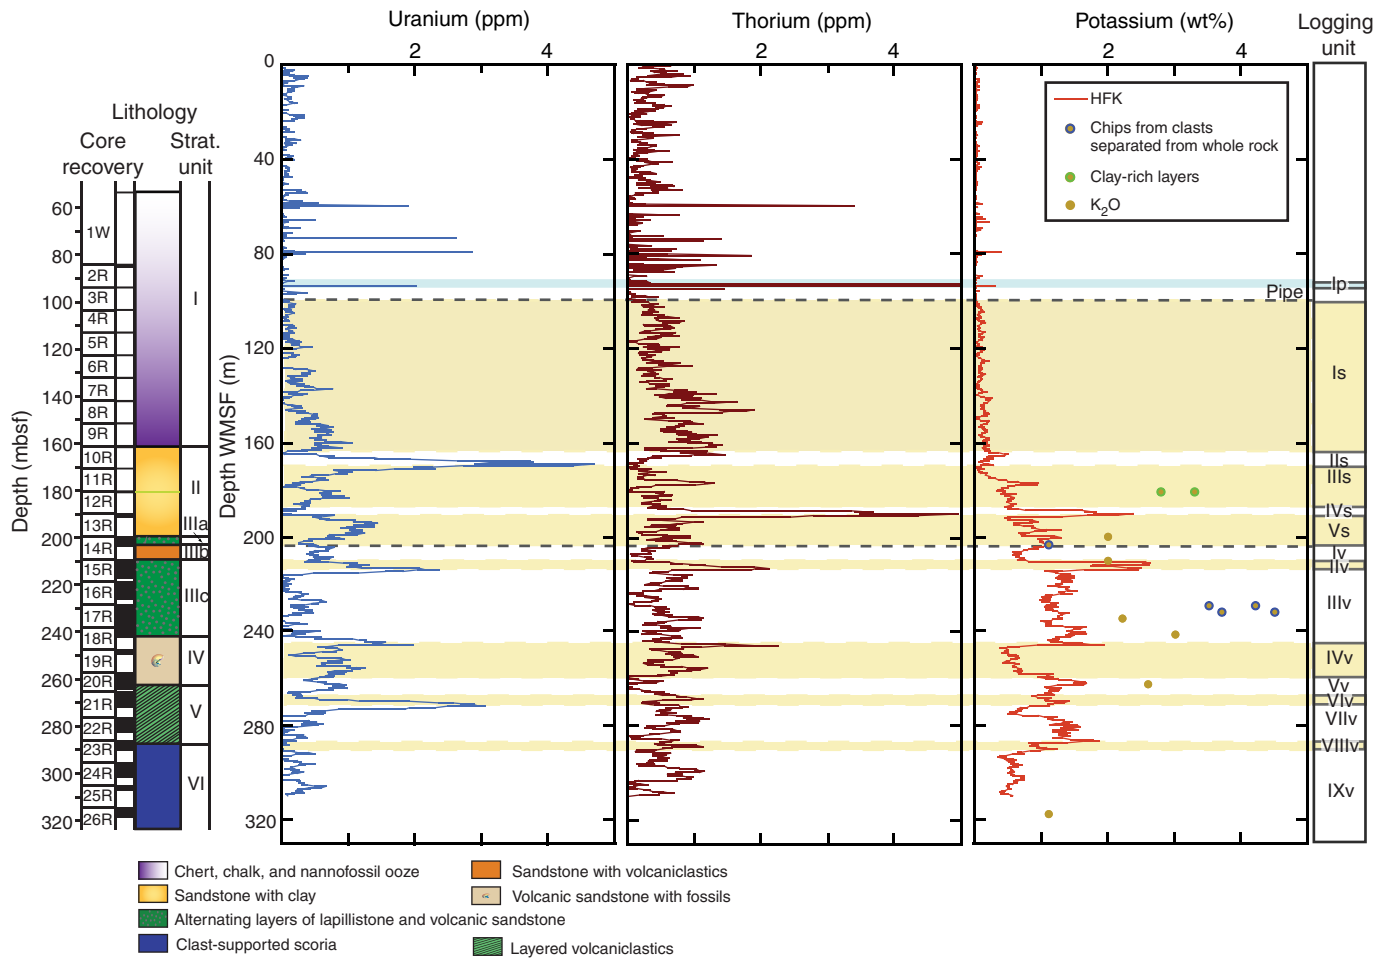 Uranium (ppm)
2
4
Thorium (ppm)
2
4
Potassium (wt%)
2
4
Logging
unit
HFK
Chips from clasts
separated from whole rock
Clay-rich layers
K2O
Lithology
Core
recovery
Strat.
unit
Depth (mbsf)
60
80
100
120
140
160
180
200
220
240
260
280
300
320
1W
2R
3R
4R
5R
6R
7R
8R
9R
10R
11R
12R
13R
14R
15R
16R
17R
18R
19R
20R
21R
22R
23R
24R
25R
26R
I
II
IIIa
IIIb
IIIc
IV
V
VI
Depth WMSF (m)
0
40
80
120
160
200
240
280
320
Pipe
Ip
Is
IIs
IIIs
IVs
Vs
Iv
IIv
IIIv
IVv
Vv
VIv
VIIv
VIIIv
IXv
Chert, chalk, and nannofossil ooze
Sandstone with clay
Alternating layers of lapillistone and volcanic sandstone
Clast-supported scoria
Sandstone with volcaniclastics
Volcanic sandstone with fossils
Layered volcaniclastics